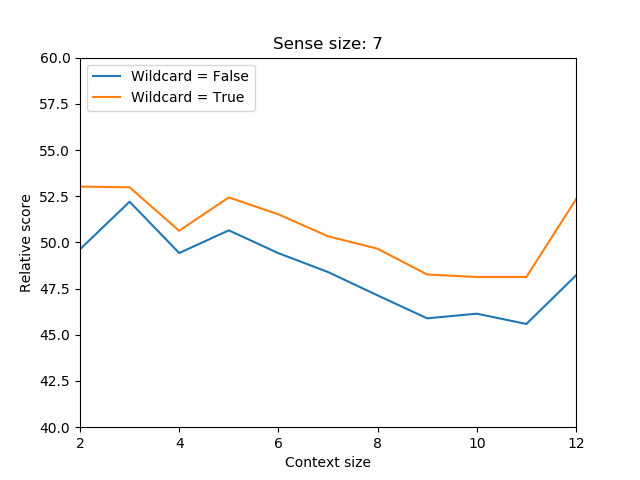 Sense size: 7
Wildcard = False
Wildcard = True
60.0
57.5
55.0
52.5
50.0
47.5
45.0
42.5
40.0
Relative score
2 4 6 8 10 12
Context size